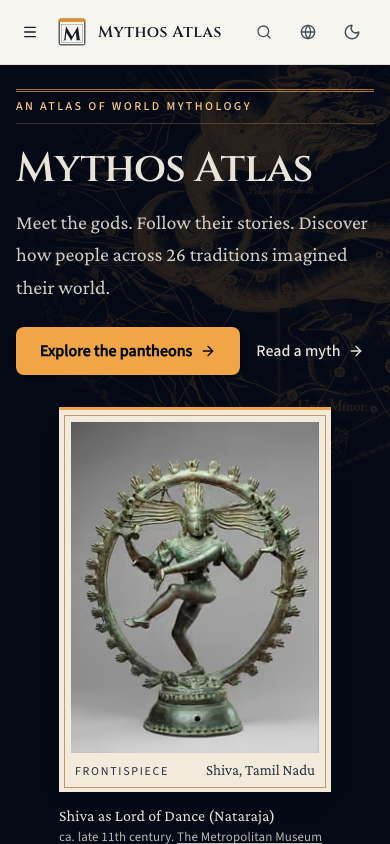 M MYTHOS ATLAS
AN ATLAS OF WORLD MYTHOLOGY
MYTHOS ATLAS
Meet the gods. Follow their stories. Discover
how people across 26 traditions imagined
their world.
Explore the pantheons → Read a myth →
FRONTISPIECE Shiva, Tamil Nadu
Shiva as Lord of Dance (Nataraja)
ca. late 11th century. The Metropolitan Museum